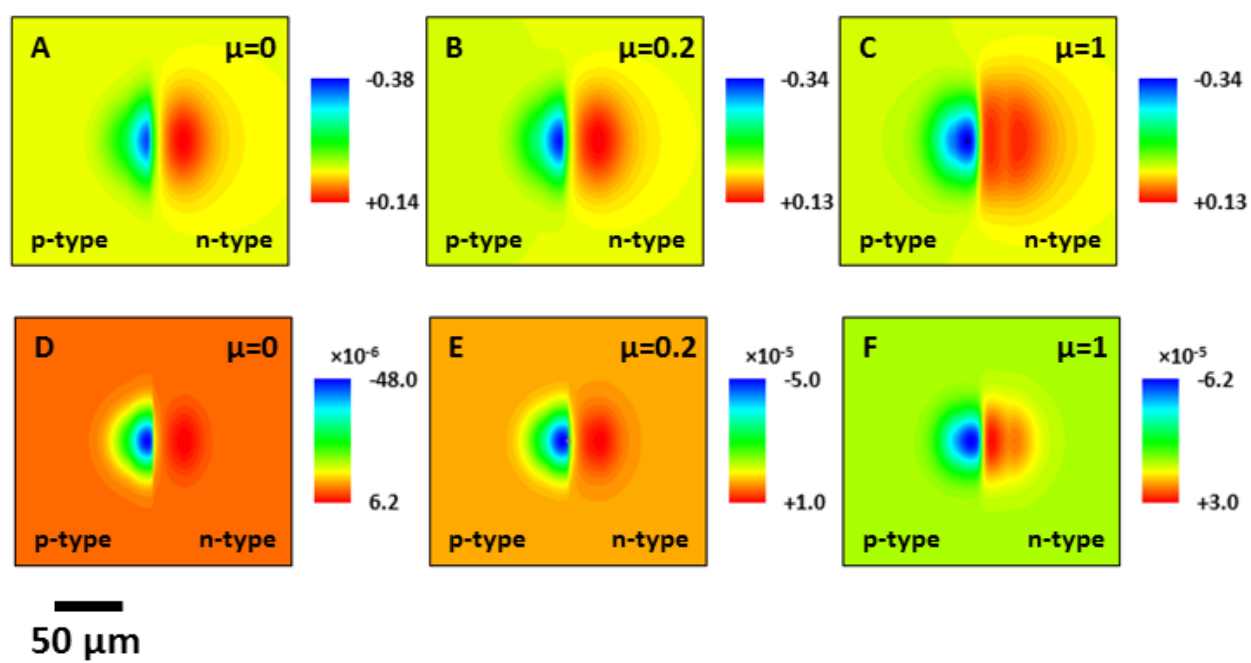 A μ=0
-0.38
+0.14
p-type n-type
B μ=0.2
-0.34
+0.13
p-type n-type
C μ=1
-0.34
+0.13
p-type n-type
D μ=0
×10-6
-48.0
6.2
p-type n-type
E μ=0.2
×10-5
-5.0
+1.0
p-type n-type
F μ=1
×10-5
-6.2
+3.0
p-type n-type
50 μm